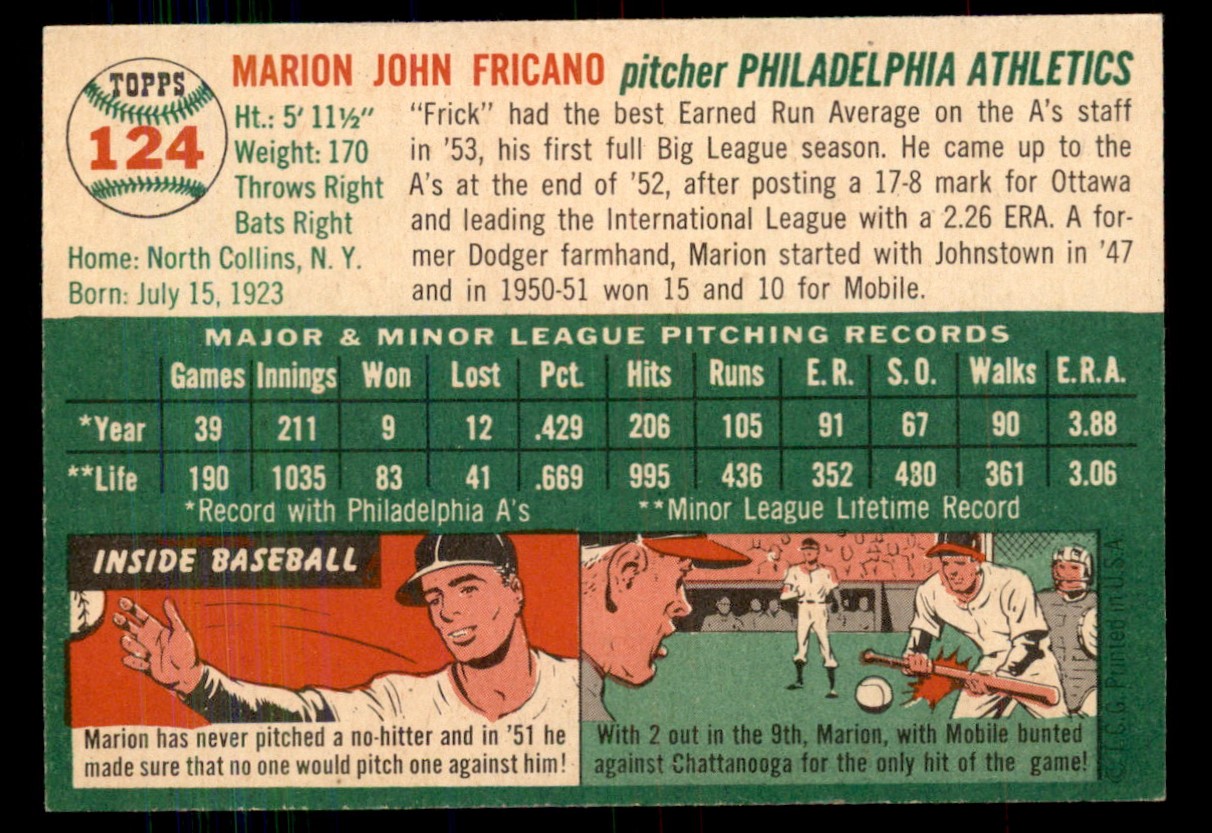 TOPPS
124
MARION JOHN FRICANO pitcher PHILADELPHIA ATHLETICS
Ht.: 5' 11½"
Weight: 170
Throws Right
Bats Right
Home: North Collins, N. Y.
Born: July 15, 1923
"Frick" had the best Earned Run Average on the A's staff
in '53, his first full Big League season. He came up to the
A's at the end of '52, after posting a 17-8 mark for Ottawa
and leading the International League with a 2.26 ERA. A for-
mer Dodger farmhand, Marion started with Johnstown in '47
and in 1950-51 won 15 and 10 for Mobile.
MAJOR & MINOR LEAGUE PITCHING RECORDS
Games Innings Won Lost Pct. Hits Runs E.R. S.O. Walks E.R.A.
*Year 39 211 9 12 .429 206 105 91 67 90 3.88
**Life 190 1035 83 41 .669 995 436 352 480 361 3.06
*Record with Philadelphia A's **Minor League Lifetime Record
INSIDE BASEBALL
Marion has never pitched a no-hitter and in '51 he
made sure that no one would pitch one against him!
With 2 out in the 9th, Marion, with Mobile bunted
against Chattanooga for the only hit of the game!
© T.C.G. Printed in U.S.A.